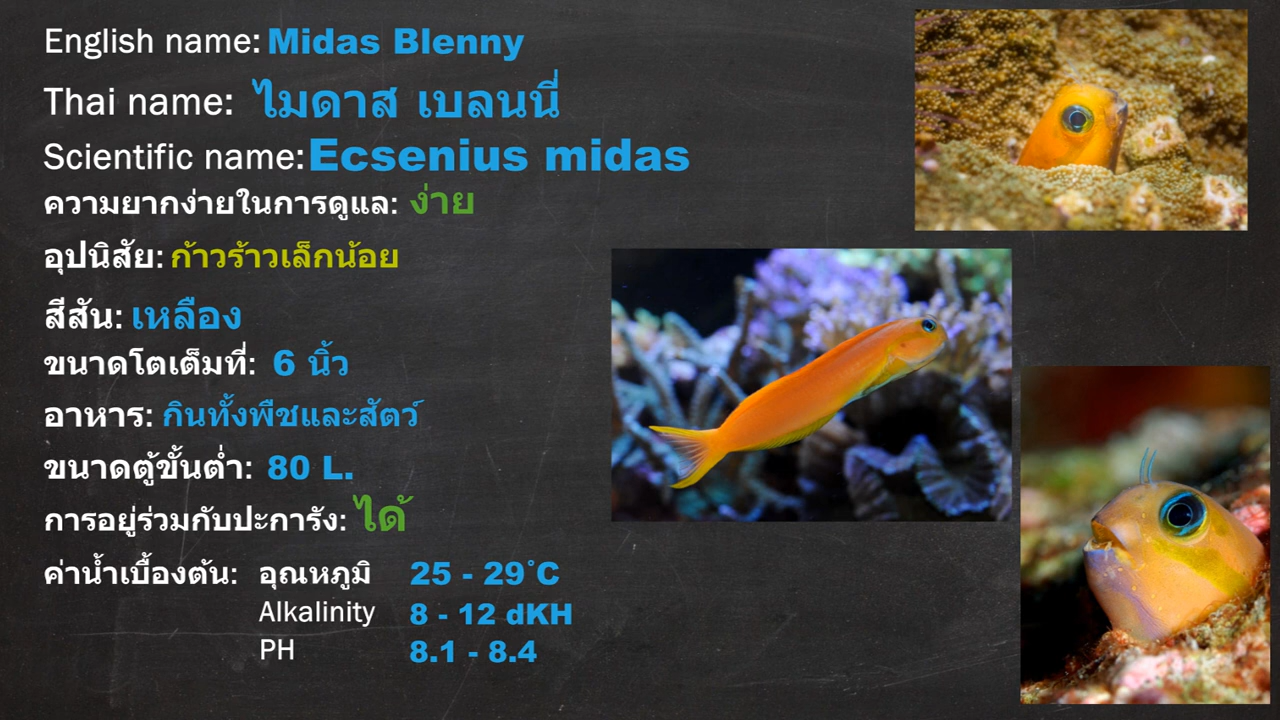 English name: Midas Blenny
Thai name: ไมดาส เบลนนี่
Scientific name: Ecsenius midas
ความยากง่ายในการดูแล: ง่าย
อุปนิสัย: ก้าวร้าวเล็กน้อย
สีสัน: เหลือง
ขนาดโตเต็มที่: 6 นิ้ว
อาหาร: กินทั้งพืชและสัตว์
ขนาดตู้ขั้นต่ำ: 80 L.
การอยู่ร่วมกับปะการัง: ได้
ค่าน้ำเบื้องต้น: อุณหภูมิ 25 - 29˚C
Alkalinity 8 - 12 dKH
PH 8.1 - 8.4